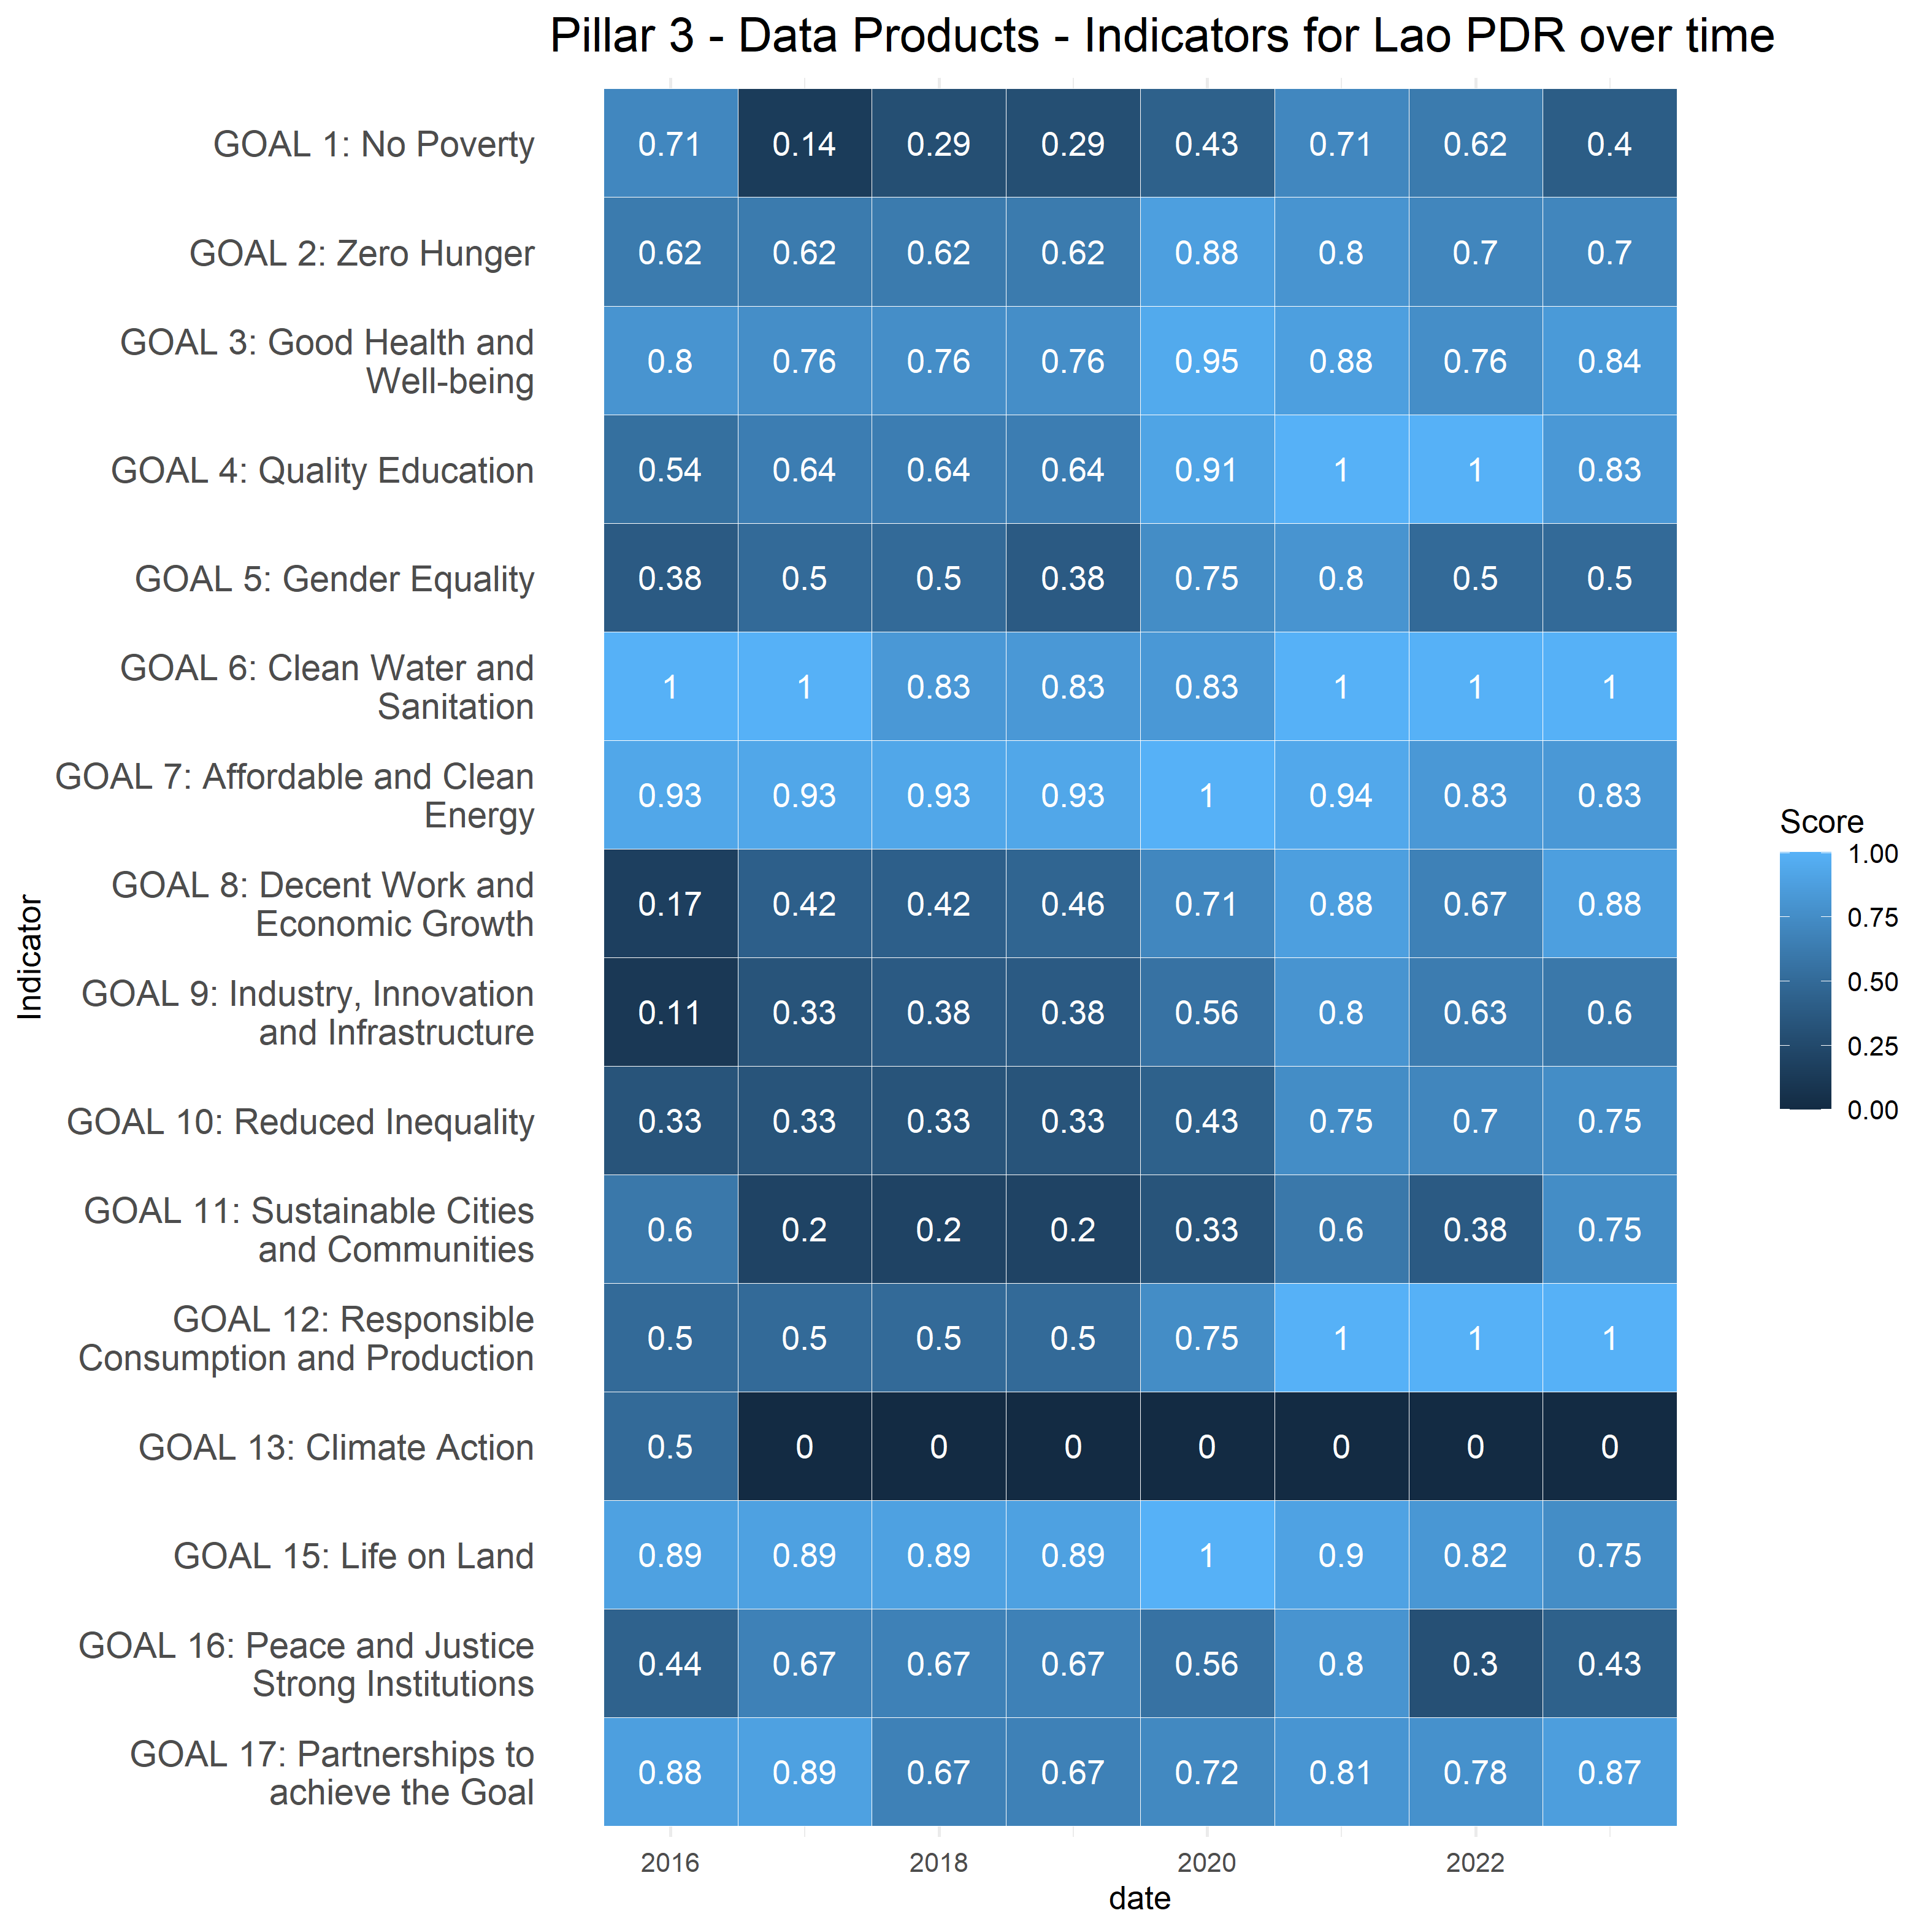 Pillar 3 - Data Products - Indicators for Lao PDR over time
GOAL 1: No Poverty 0.71 0.14 0.29 0.29 0.43 0.71 0.62 0.4
GOAL 2: Zero Hunger 0.62 0.62 0.62 0.62 0.88 0.8 0.7 0.7
GOAL 3: Good Health and
Well-being 0.8 0.76 0.76 0.76 0.95 0.88 0.76 0.84
GOAL 4: Quality Education 0.54 0.64 0.64 0.64 0.91 1 1 0.83
GOAL 5: Gender Equality 0.38 0.5 0.5 0.38 0.75 0.8 0.5 0.5
GOAL 6: Clean Water and
Sanitation 1 1 0.83 0.83 0.83 1 1 1
GOAL 7: Affordable and Clean
Energy 0.93 0.93 0.93 0.93 1 0.94 0.83 0.83
GOAL 8: Decent Work and
Economic Growth 0.17 0.42 0.42 0.46 0.71 0.88 0.67 0.88
GOAL 9: Industry, Innovation
and Infrastructure 0.11 0.33 0.38 0.38 0.56 0.8 0.63 0.6
GOAL 10: Reduced Inequality 0.33 0.33 0.33 0.33 0.43 0.75 0.7 0.75
GOAL 11: Sustainable Cities
and Communities 0.6 0.2 0.2 0.2 0.33 0.6 0.38 0.75
GOAL 12: Responsible
Consumption and Production 0.5 0.5 0.5 0.5 0.75 1 1 1
GOAL 13: Climate Action 0.5 0 0 0 0 0 0 0
GOAL 15: Life on Land 0.89 0.89 0.89 0.89 1 0.9 0.82 0.75
GOAL 16: Peace and Justice
Strong Institutions 0.44 0.67 0.67 0.67 0.56 0.8 0.3 0.43
GOAL 17: Partnerships to
achieve the Goal 0.88 0.89 0.67 0.67 0.72 0.81 0.78 0.87
2016 2018 2020 2022
date
Indicator
Score
1.00
0.75
0.50
0.25
0.00